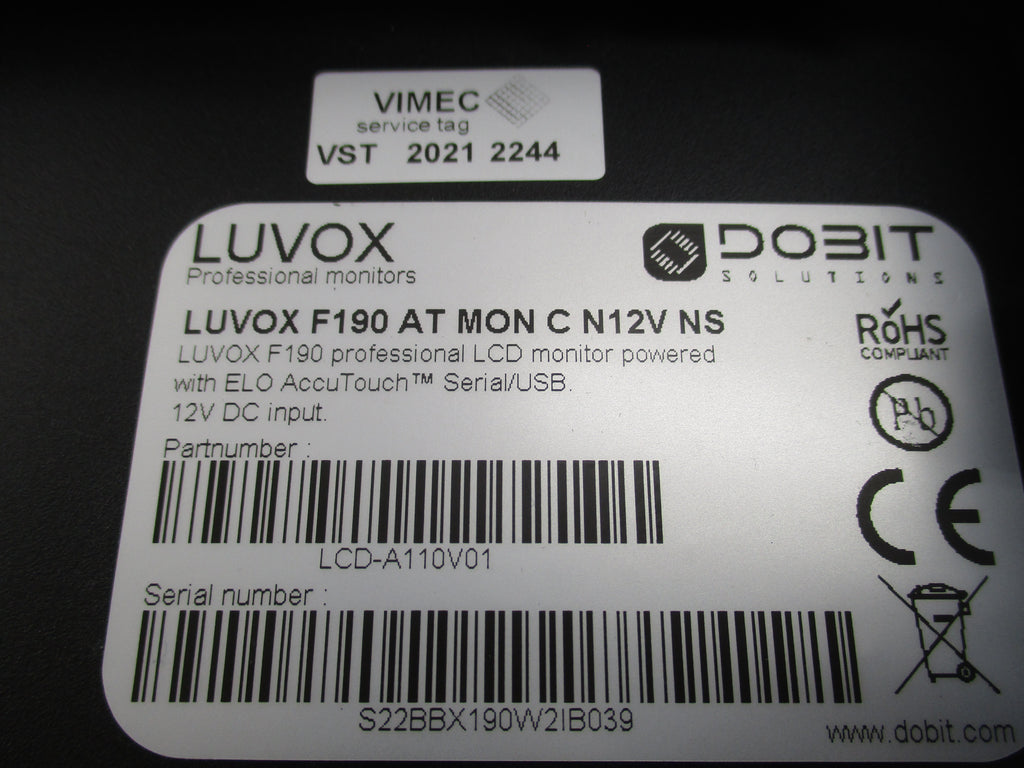 VIMEC
service tag
VST 2021 2244
LUVOX
Professional monitors
DOBIT
SOLUTIONS
LUVOX F190 AT MON C N12V NS
LUVOX F190 professional LCD monitor powered
with ELO AccuTouch™ Serial/USB.
12V DC input.
RoHS
COMPLIANT
Pb
Partnumber :
LCD-A110V01
CE
Serial number :
S22BBX190W2IB039
www.dobit.com